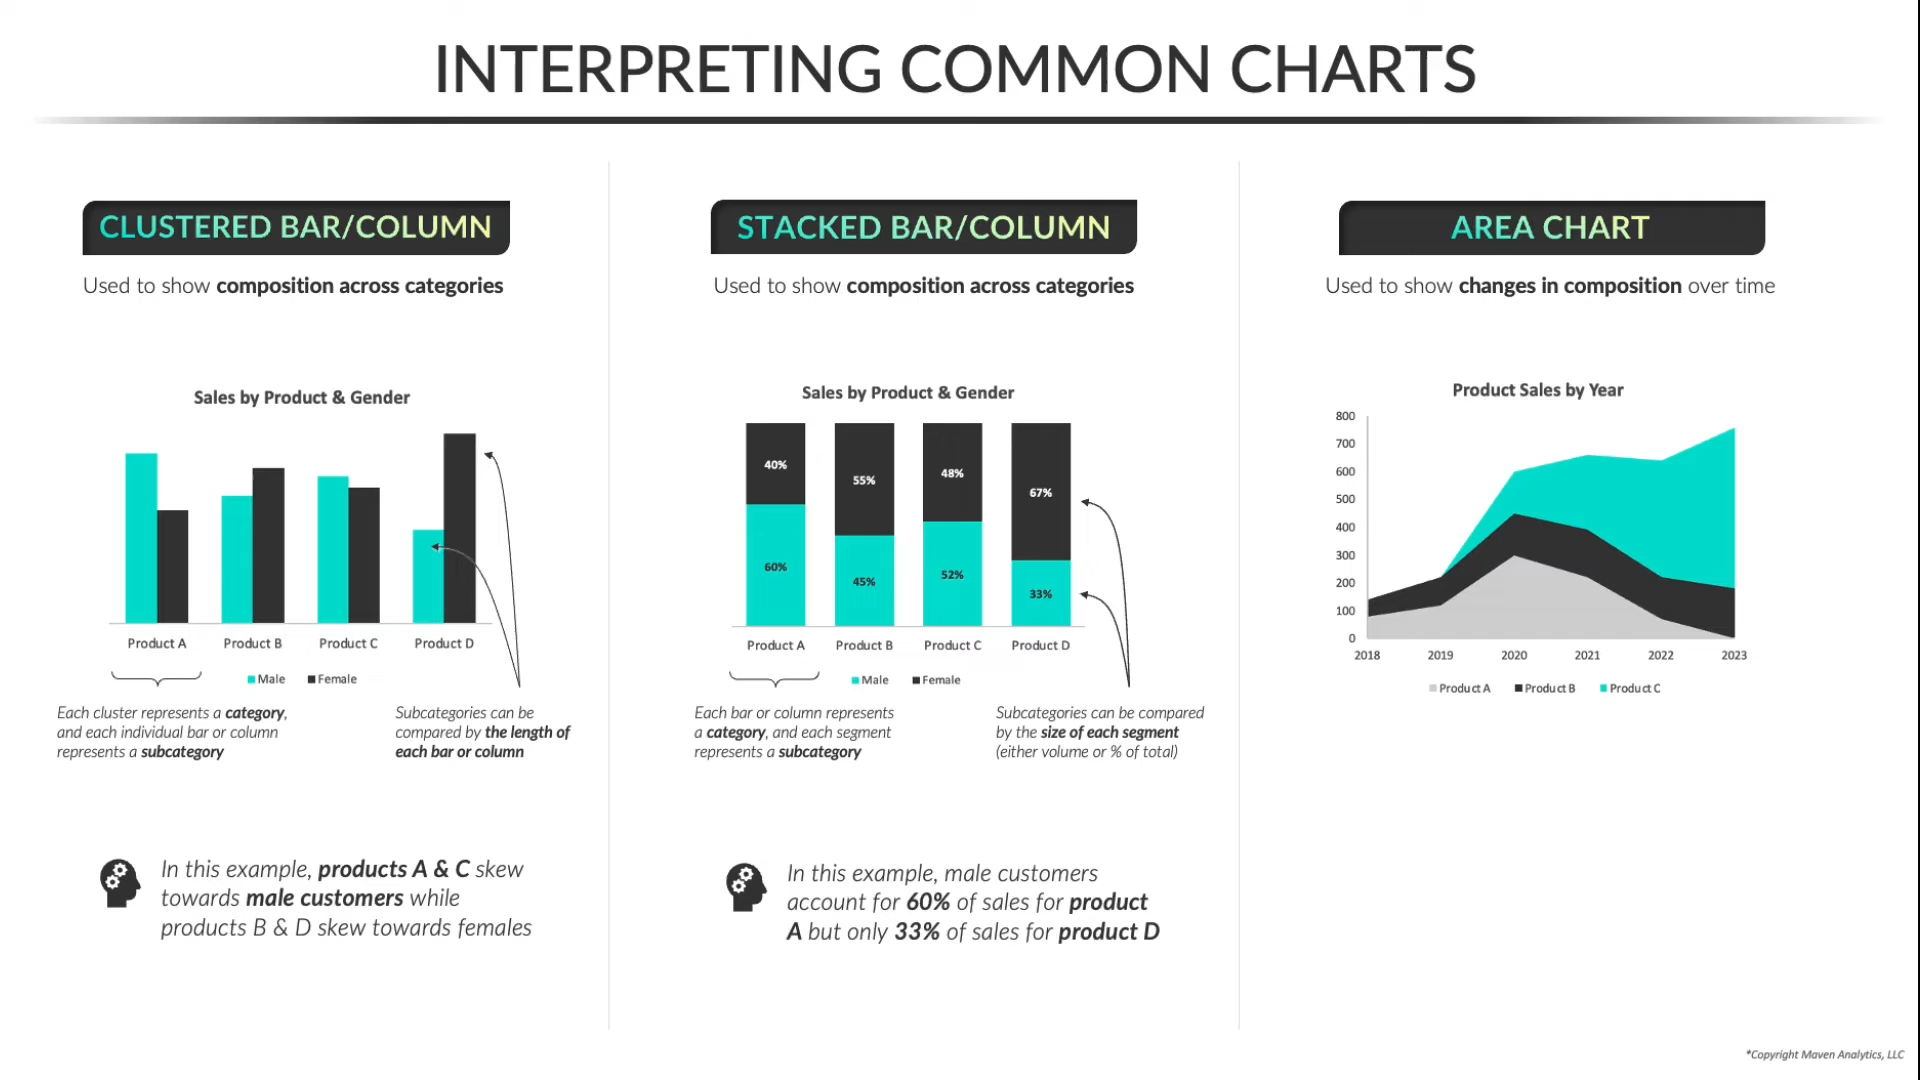 INTERPRETING COMMON CHARTS
CLUSTERED BAR/COLUMN
Used to show composition across categories
Sales by Product & Gender
Product A
Product B
Product C
Product D
Male
Female
Each cluster represents a category,
and each individual bar or column
represents a subcategory
Subcategories can be
compared by the length of
each bar or column
In this example, products A & C skew
towards male customers while
products B & D skew towards females
STACKED BAR/COLUMN
Used to show composition across categories
Sales by Product & Gender
40%
55%
48%
67%
60%
45%
52%
33%
Product A
Product B
Product C
Product D
Male
Female
Each bar or column represents
a category, and each segment
represents a subcategory
Subcategories can be compared
by the size of each segment
(either volume or % of total)
In this example, male customers
account for 60% of sales for product
A but only 33% of sales for product D
AREA CHART
Used to show changes in composition over time
Product Sales by Year
800
700
600
500
400
300
200
100
0
2018
2019
2020
2021
2022
2023
Product A
Product B
Product C
*Copyright Maven Analytics, LLC